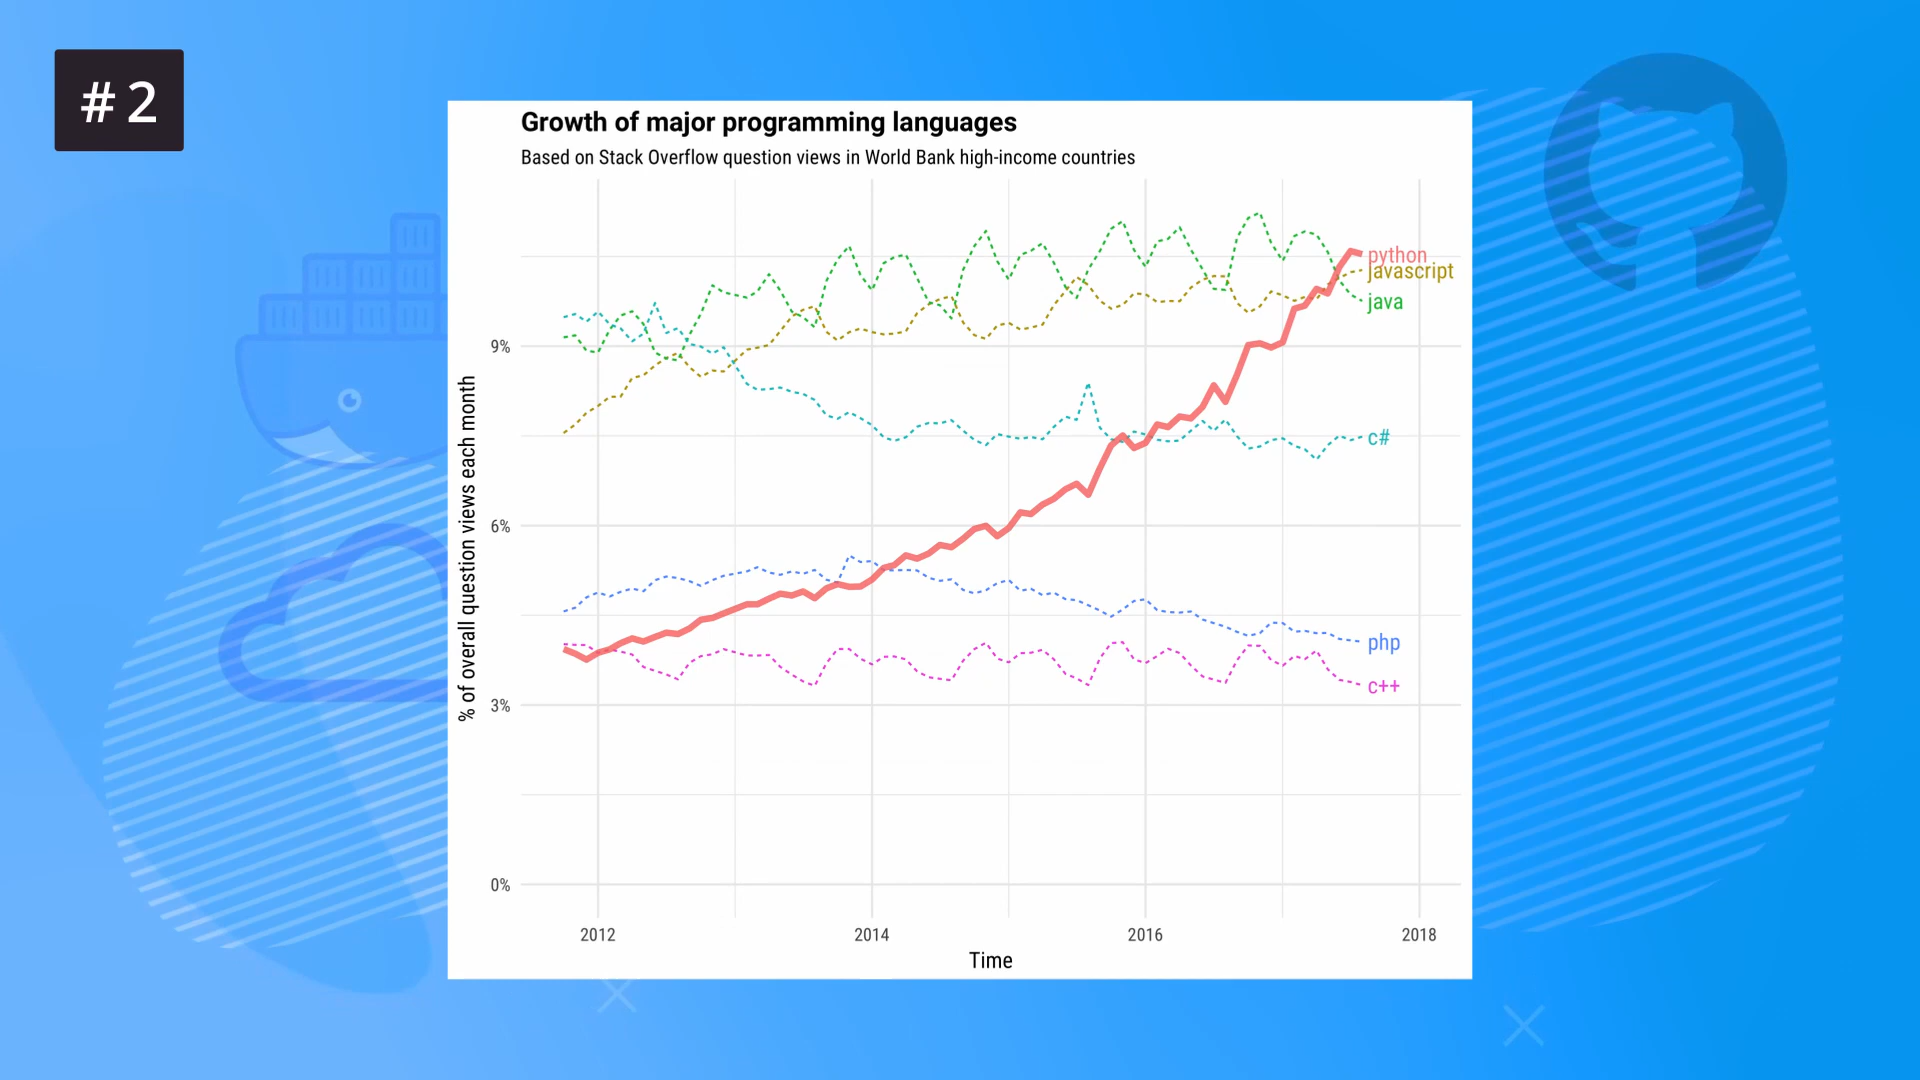 # 2
Growth of major programming languages
Based on Stack Overflow question views in World Bank high-income countries
% of overall question views each month
9%
6%
3%
0%
python
javascript
java
c#
php
c++
2012 2014 2016 2018
Time